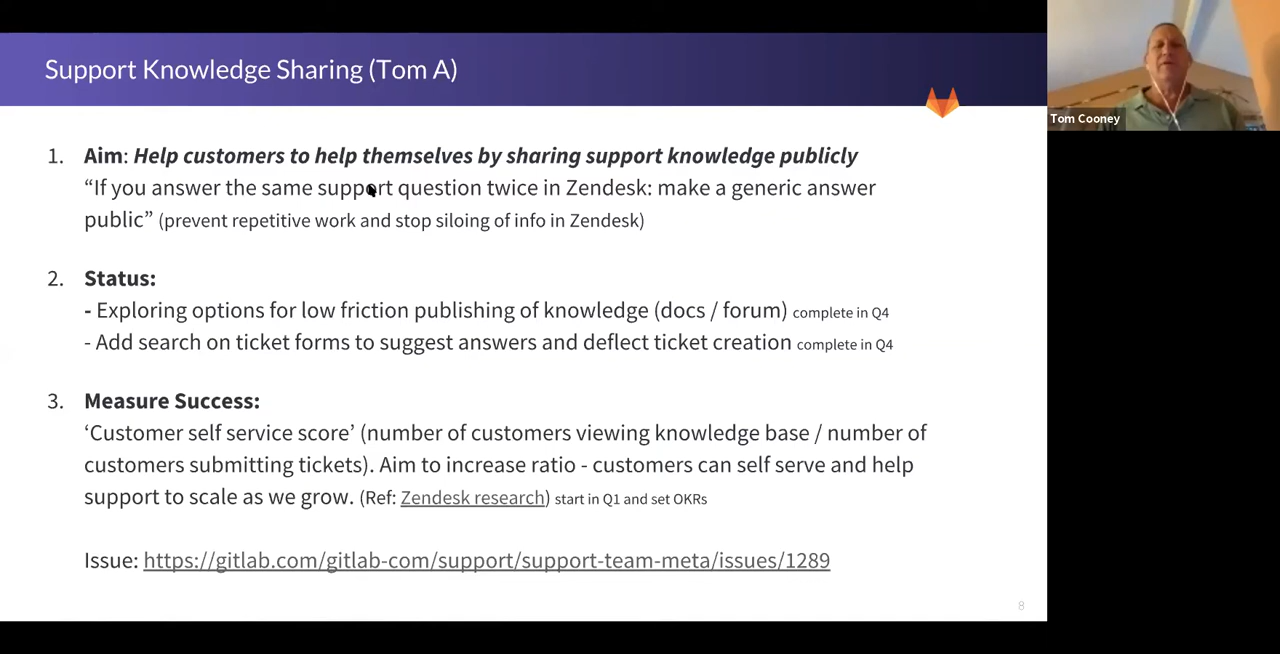 Support Knowledge Sharing (Tom A)
Tom Cooney
1. Aim: Help customers to help themselves by sharing support knowledge publicly
“If you answer the same support question twice in Zendesk: make a generic answer
public” (prevent repetitive work and stop siloing of info in Zendesk)
2. Status:
- Exploring options for low friction publishing of knowledge (docs / forum) complete in Q4
- Add search on ticket forms to suggest answers and deflect ticket creation complete in Q4
3. Measure Success:
‘Customer self service score’ (number of customers viewing knowledge base / number of
customers submitting tickets). Aim to increase ratio - customers can self serve and help
support to scale as we grow. (Ref: Zendesk research) start in Q1 and set OKRs
Issue: https://gitlab.com/gitlab-com/support/support-team-meta/issues/1289
8